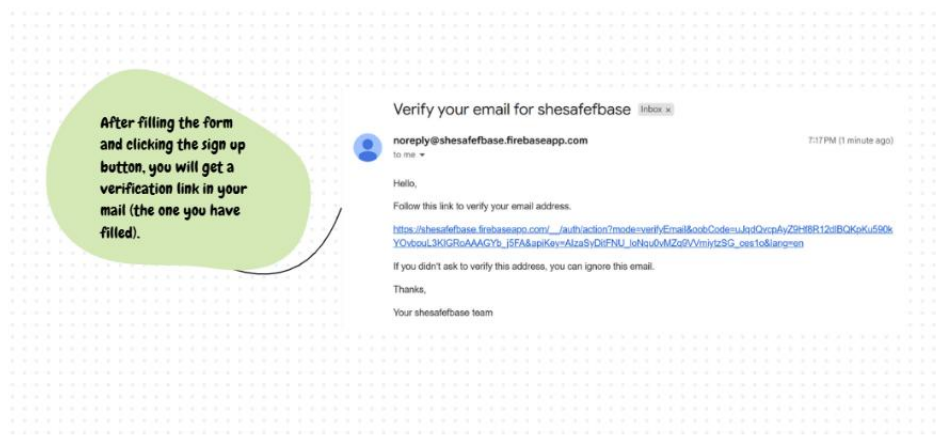 After filling the form
and clicking the sign up
button, you will get a
verification link in your
mail (the one you have
filled).
Verify your email for shesafefbase Inbox x
noreply@shesafefbase.firebaseapp.com 7:17 PM (1 minute ago)
to me
Hello,
Follow this link to verify your email address.
If you didn't ask to verify this address, you can ignore this email.
Thanks,
Your shesafefbase team